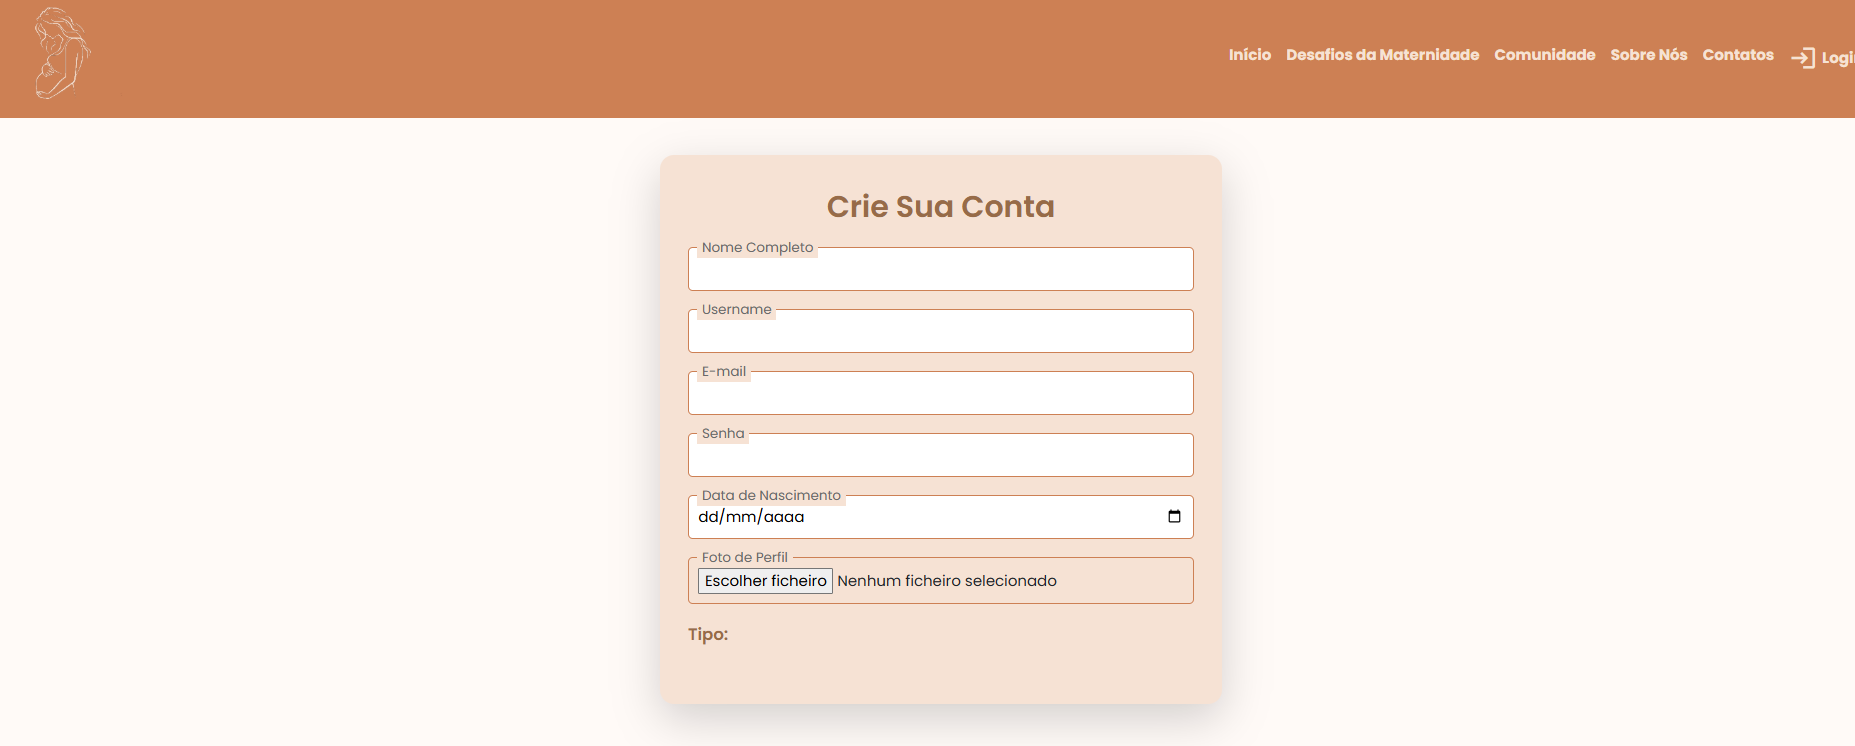 Início Desafios da Maternidade Comunidade Sobre Nós Contatos Logi
Crie Sua Conta
Nome Completo
Username
E-mail
Senha
Data de Nascimento
dd/mm/aaaa
Foto de Perfil
Escolher ficheiro Nenhum ficheiro selecionado
Tipo: